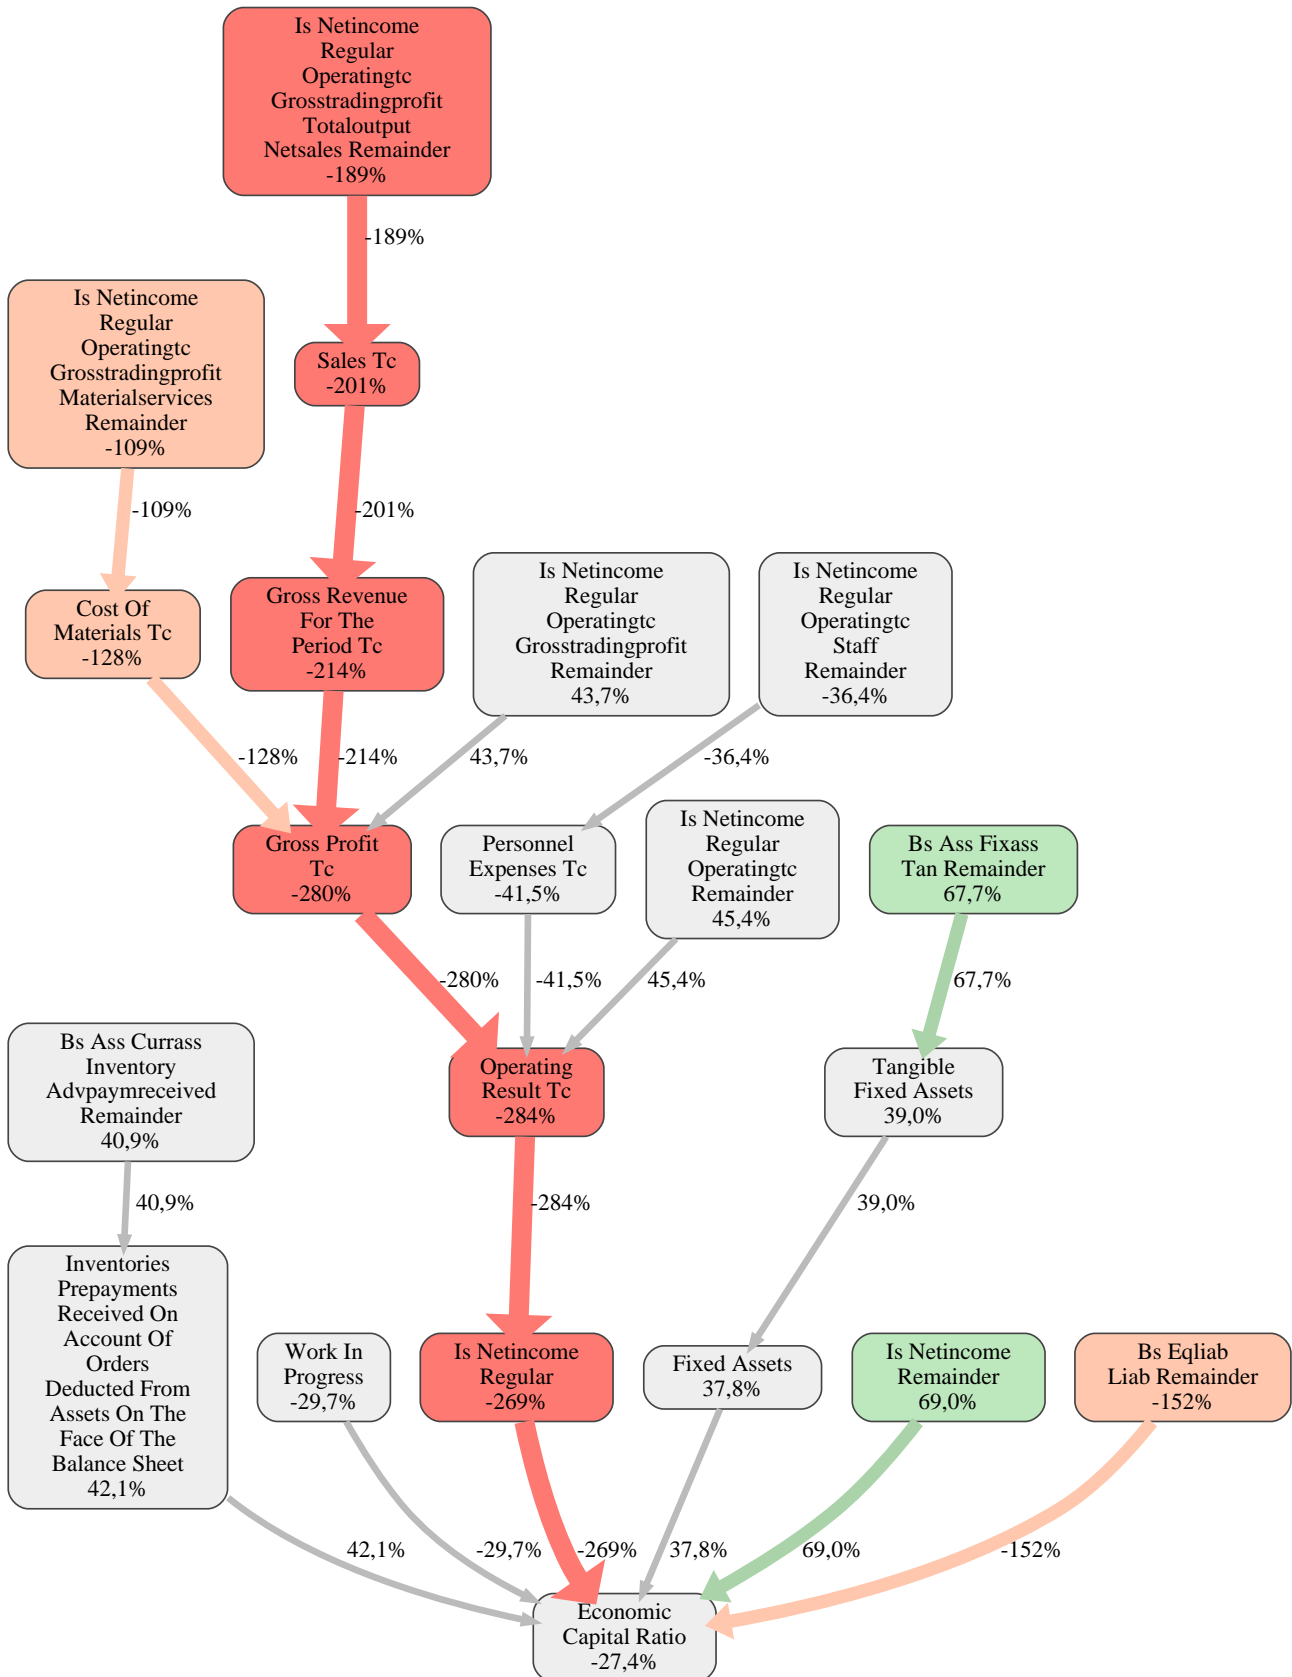 Is Netincome
Regular
Operatingtc
Grosstradingprofit
Totaloutput
Netsales Remainder
-189%
-189%
Is Netincome
Regular
Operatingtc
Grosstradingprofit
Materialservices
Remainder
-109%
Sales Tc
-201%
-109%
-201%
Is Netincome
Regular
Operatingtc
Grosstradingprofit
Remainder
43,7%
Is Netincome
Regular
Operatingtc
Staff
Remainder
-36,4%
Cost Of
Materials Tc
-128%
Gross Revenue
For The
Period Tc
-214%
-128%
-214%
43,7%
-36,4%
Is Netincome
Regular
Operatingtc
Remainder
45,4%
Gross Profit
Tc
-280%
Personnel
Expenses Tc
-41,5%
Bs Ass Fixass
Tan Remainder
67,7%
-280%
-41,5%
45,4%
67,7%
Bs Ass Currass
Inventory
Advpaymreceived
Remainder
40,9%
Operating
Result Tc
-284%
Tangible
Fixed Assets
39,0%
40,9%
-284%
39,0%
Inventories
Prepayments
Received On
Account Of
Orders
Deducted From
Assets On The
Face Of The
Balance Sheet
42,1%
Work In
Progress
-29,7%
Is Netincome
Regular
-269%
Fixed Assets
37,8%
Is Netincome
Remainder
69,0%
Bs Eqliab
Liab Remainder
-152%
42,1%
-29,7%
-269%
37,8%
69,0%
-152%
Economic
Capital Ratio
-27,4%